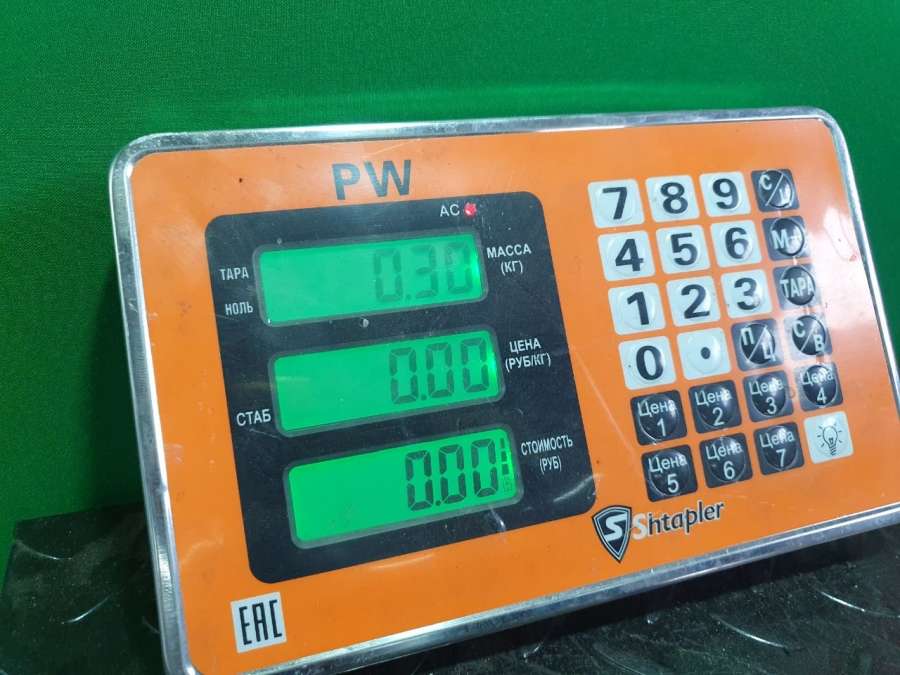 PW
AC
ТАРА
НОЛЬ
0.30
МАССА
(КГ)
0.00
ЦЕНА
(РУБ/КГ)
СТАБ
0.00
СТОИМОСТЬ
(РУБ)
7 8 9 С/И
4 5 6 М+
1 2 3 ТАРА
0 . П/Ц С/В
Цена 1 Цена 2 Цена 3 Цена 4
Цена 5 Цена 6 Цена 7
S Shtapler
EAC